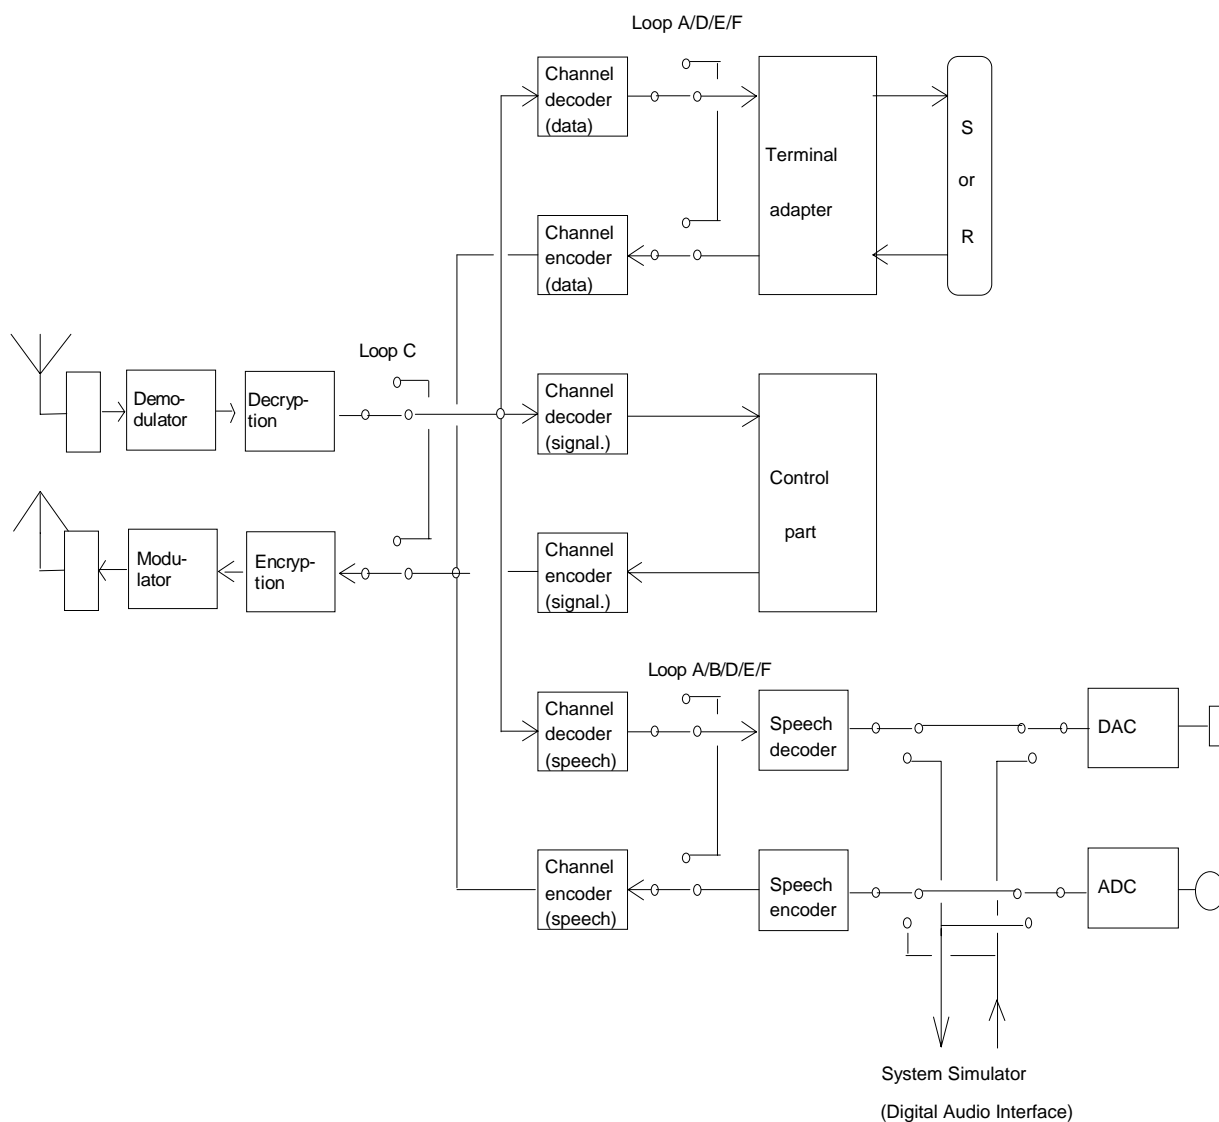 Loop A/D/E/F
Channel
decoder
(data)
Terminal
adapter
S
or
R
Channel
encoder
(data)
Loop C
Demo-
dulator
Decryp-
tion
Channel
decoder
(signal.)
Control
part
Modu-
lator
Encryp-
tion
Channel
encoder
(signal.)
Loop A/B/D/E/F
Channel
decoder
(speech)
Speech
decoder
DAC
Channel
encoder
(speech)
Speech
encoder
ADC
System Simulator
(Digital Audio Interface)